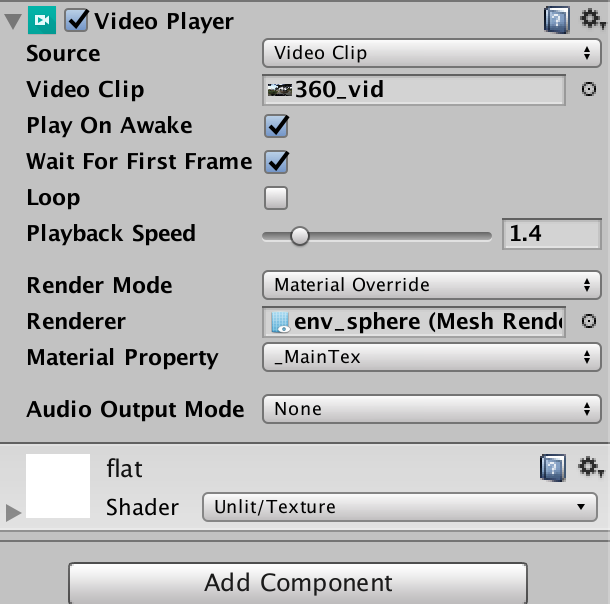 Video Player
Source Video Clip
Video Clip 360_vid
Play On Awake
Wait For First Frame
Loop
Playback Speed 1.4
Render Mode Material Override
Renderer env_sphere (Mesh Rende
Material Property _MainTex
Audio Output Mode None
flat
Shader Unlit/Texture
Add Component